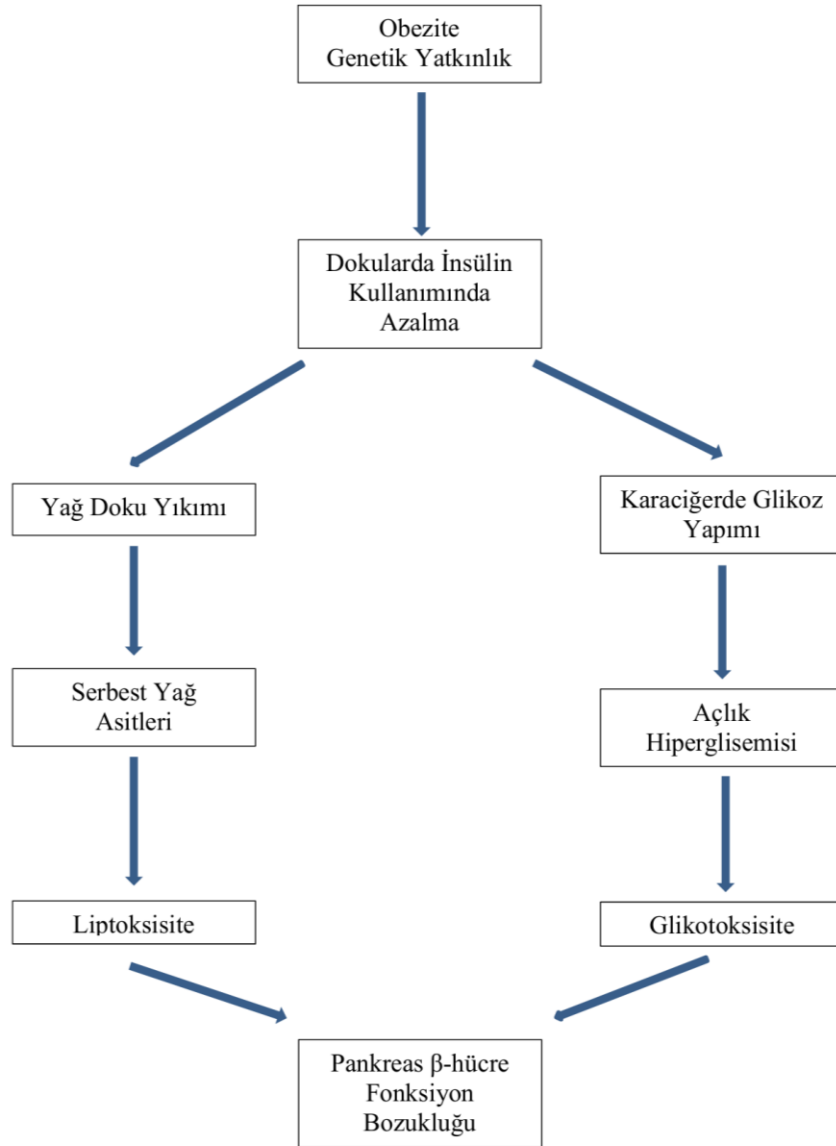 Obezite
Genetik Yatkınlık
Dokularda İnsülin
Kullanımında
Azalma
Yağ Doku Yıkımı
Karaciğerde Glikoz
Yapımı
Serbest Yağ
Asitleri
Açlık
Hiperglisemisi
Liptoksisite
Glikotoksisite
Pankreas β-hücre
Fonksiyon
Bozukluğu